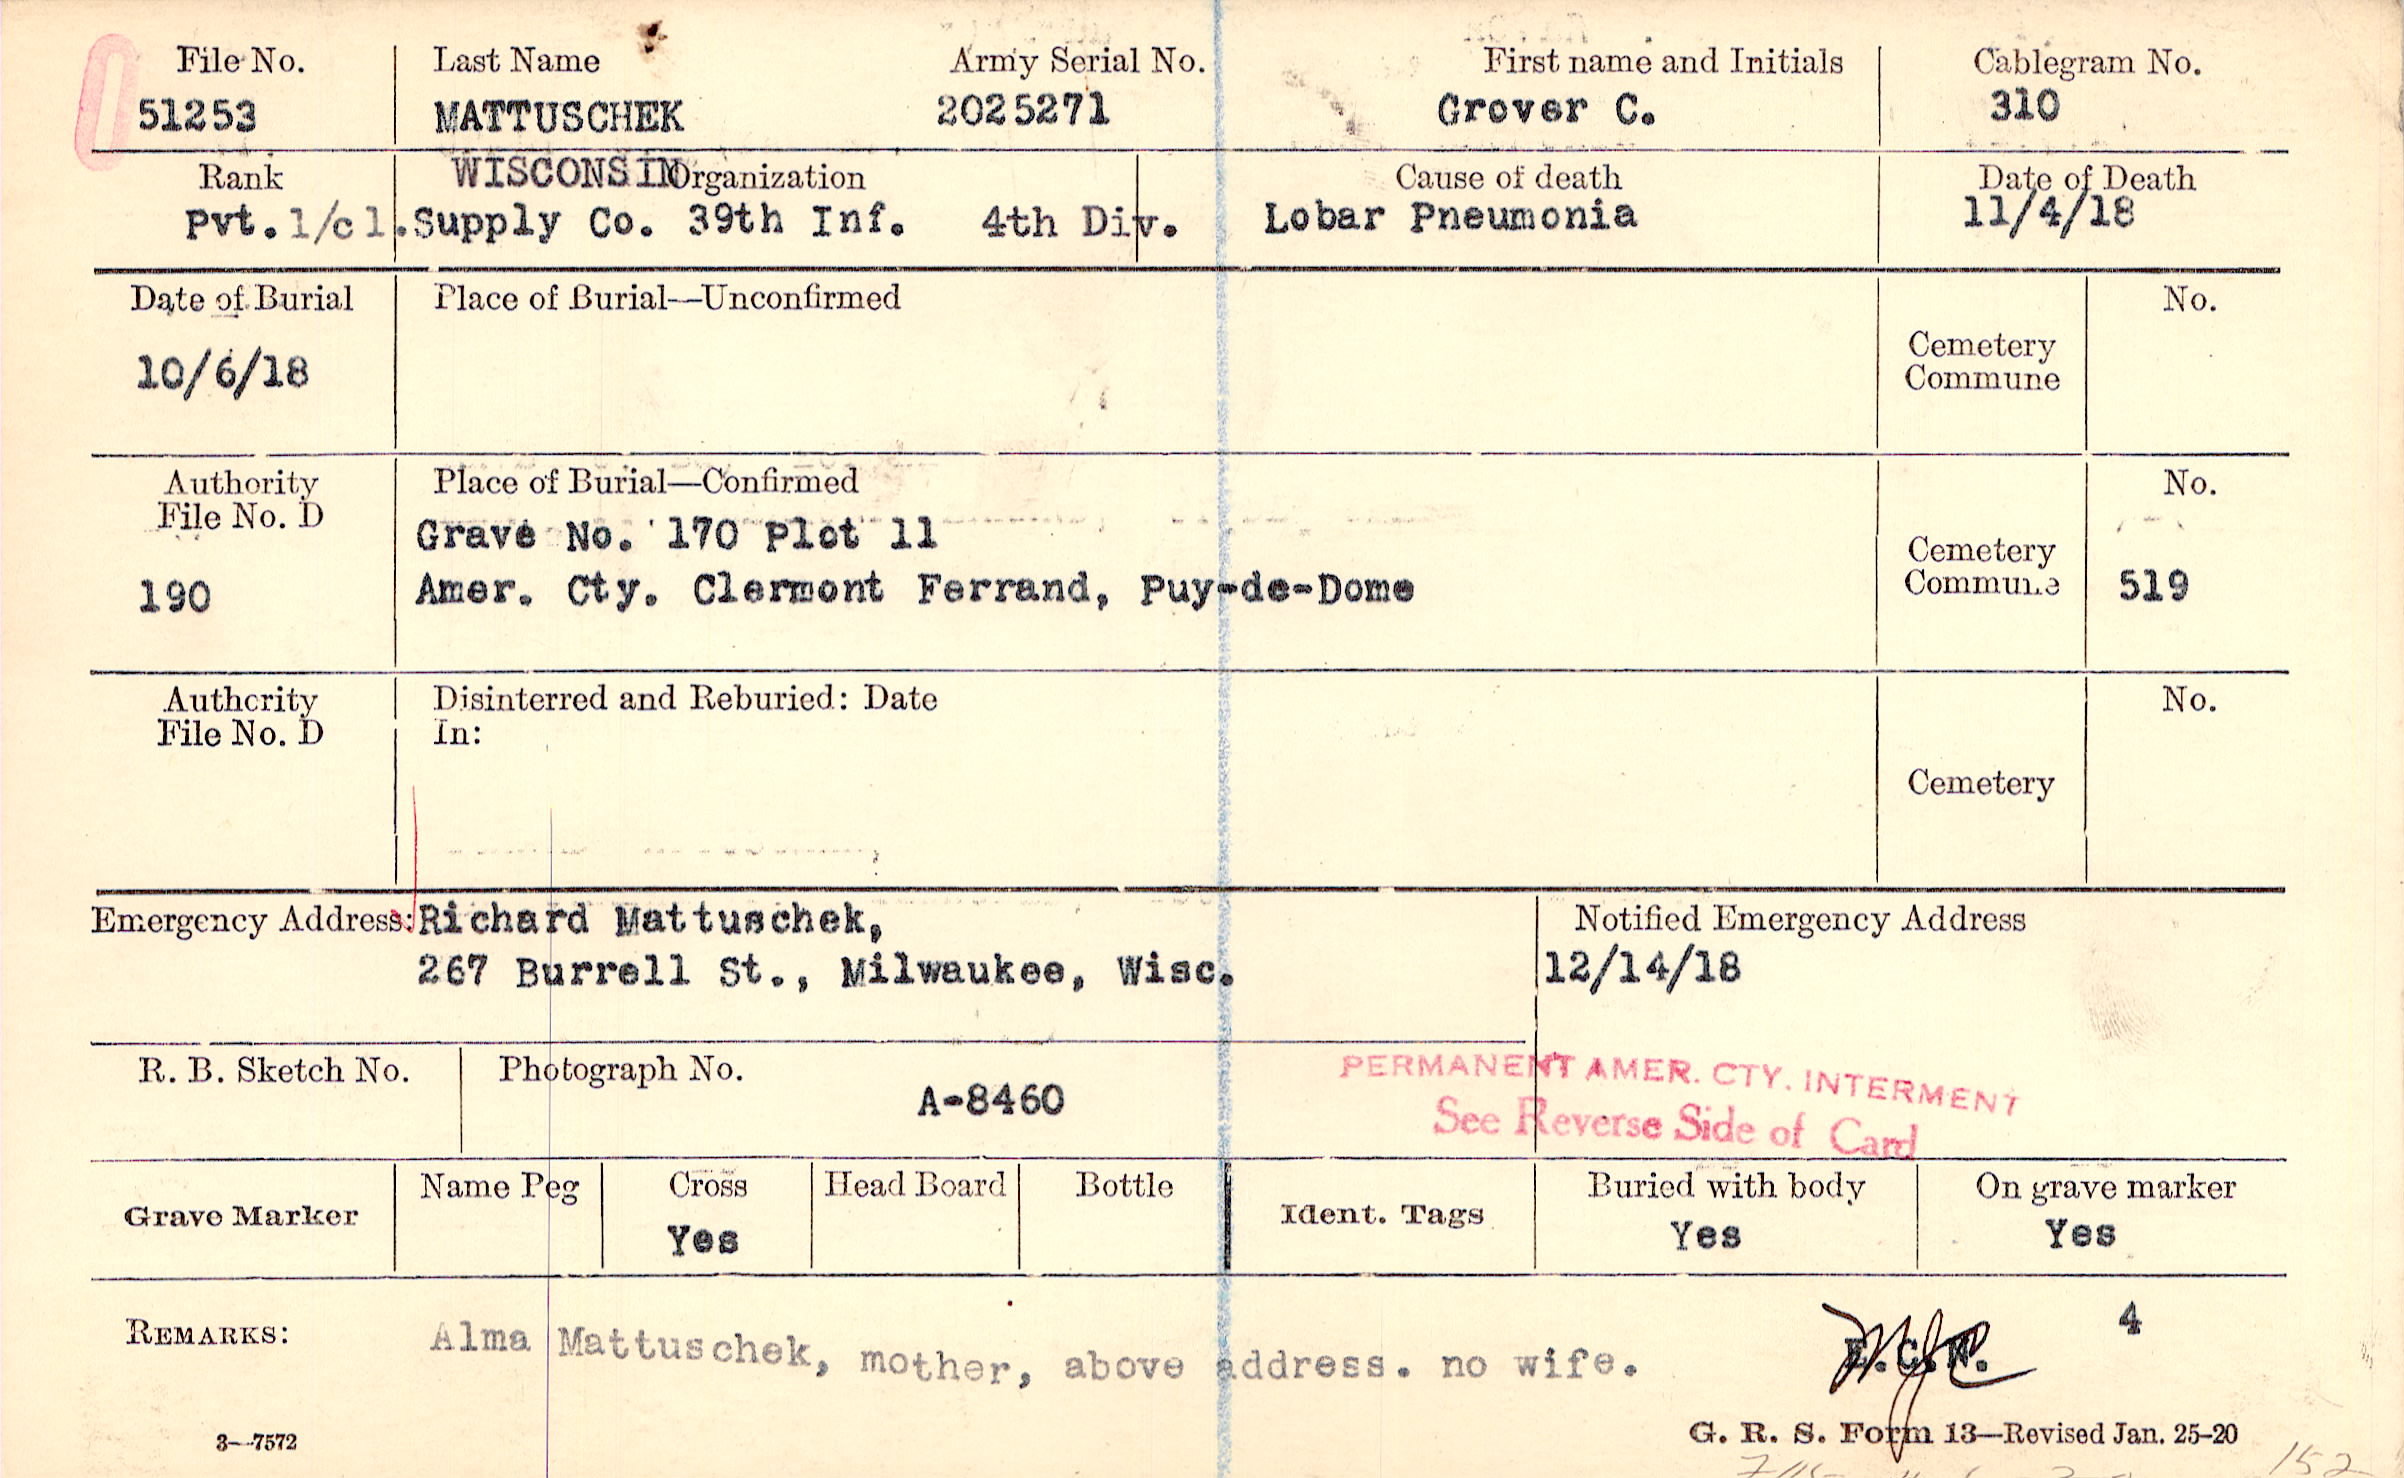 File No. Last Name Army Serial No. First name and Initials Cablegram No.
51253 MATTUSCHEK 2025271 Grover C. 310
Rank WISCONSIN Organization Cause of death Date of Death
Pvt. 1/cl. Supply Co. 39th Inf. 4th Div. Lobar Pneumonia 11/4/18
Date of Burial Place of Burial—Unconfirmed No.
Cemetery
10/6/18 Commune
Authority Place of Burial—Confirmed No.
File No. D
Grave No. 170 Plot 11
Cemetery
190 Amer. Cty. Clermont Ferrand, Puy-de-Dome Commune 519
Authority Disinterred and Reburied: Date No.
File No. D In:
Cemetery
Emergency Address: Richard Mattuschek, Notified Emergency Address
267 Burrell St., Milwaukee, Wisc. 12/14/18
R. B. Sketch No. Photograph No.
A-8460
PERMANENT AMER. CTY. INTERMENT
See Reverse Side of Card
Grave Marker Name Peg Cross Head Board Bottle Ident. Tags Buried with body On grave marker
Yes Yes Yes
4
REMARKS: Alma Mattuschek, mother, above address. no wife.
3—7572 G. R. S. Form 13—Revised Jan. 25-20
152